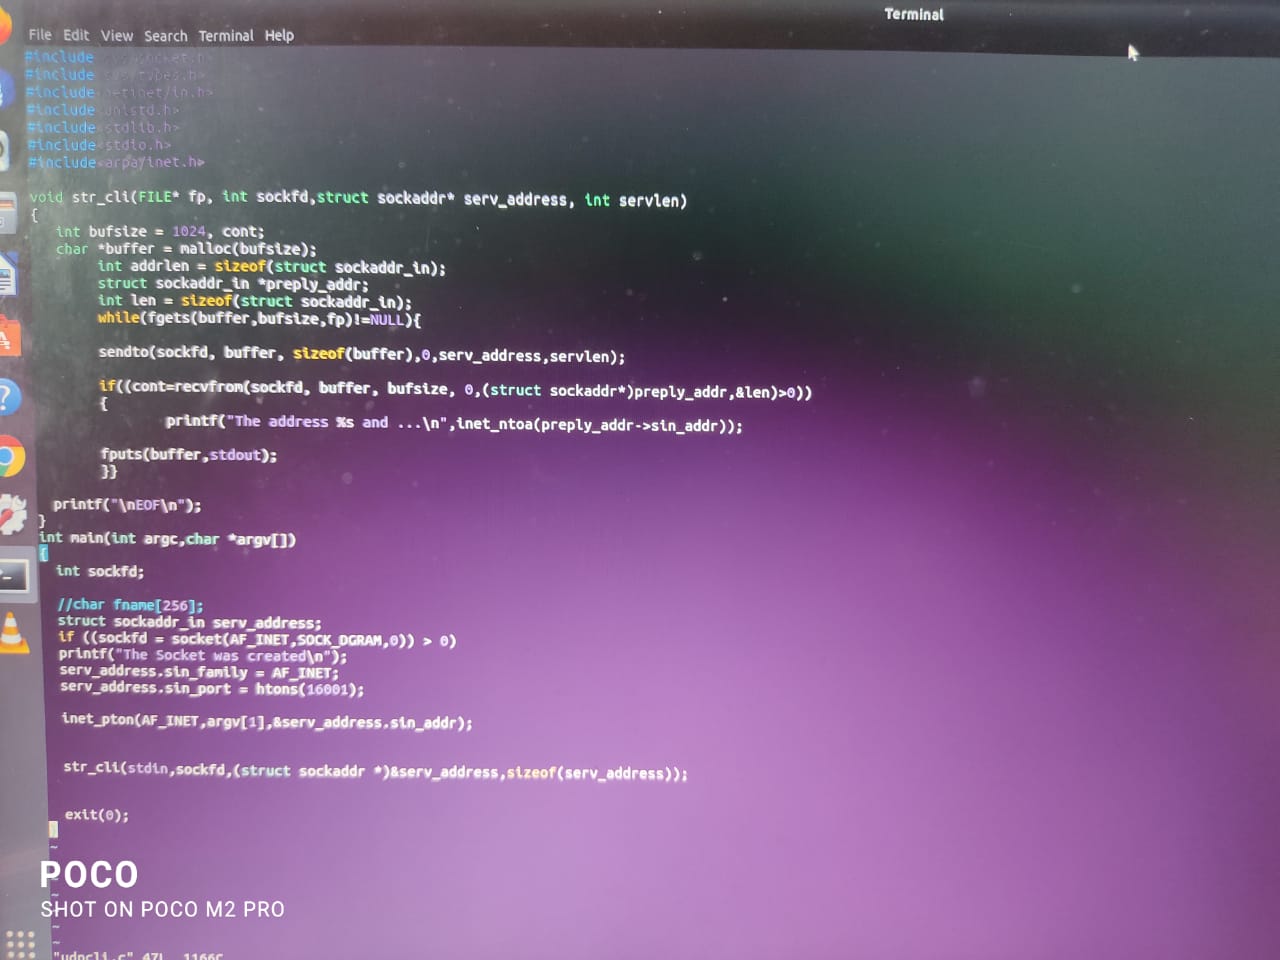 Terminal
File Edit View Search Terminal Help
#include<sys/socket.h>
#include<sys/types.h>
#include<netinet/in.h>
#include<unistd.h>
#include<stdlib.h>
#include<stdio.h>
#include<arpa/inet.h>
void str_cli(FILE* fp, int sockfd,struct sockaddr* serv_address, int servlen)
{
int bufsize = 1024, cont;
char *buffer = malloc(bufsize);
int addrlen = sizeof(struct sockaddr_in);
struct sockaddr_in *preply_addr;
int len = sizeof(struct sockaddr_in);
while(fgets(buffer,bufsize,fp)!=NULL){
sendto(sockfd, buffer, sizeof(buffer),0,serv_address,servlen);
if((cont=recvfrom(sockfd, buffer, bufsize, 0,(struct sockaddr*)preply_addr,&len)>0))
{
printf("The address %s and ...\n",inet_ntoa(preply_addr->sin_addr));
fputs(buffer,stdout);
}}
printf("\nEOF\n");
}
int main(int argc,char *argv[])
{
int sockfd;
//char fname[256];
struct sockaddr_in serv_address;
if ((sockfd = socket(AF_INET,SOCK_DGRAM,0)) > 0)
printf("The Socket was created\n");
serv_address.sin_family = AF_INET;
serv_address.sin_port = htons(16001);
inet_pton(AF_INET,argv[1],&serv_address.sin_addr);
str_cli(stdin,sockfd,(struct sockaddr *)&serv_address,sizeof(serv_address));
exit(0);
}
~
~
~
~
~
"udpcli.c" 47L, 1166C
POCO
SHOT ON POCO M2 PRO